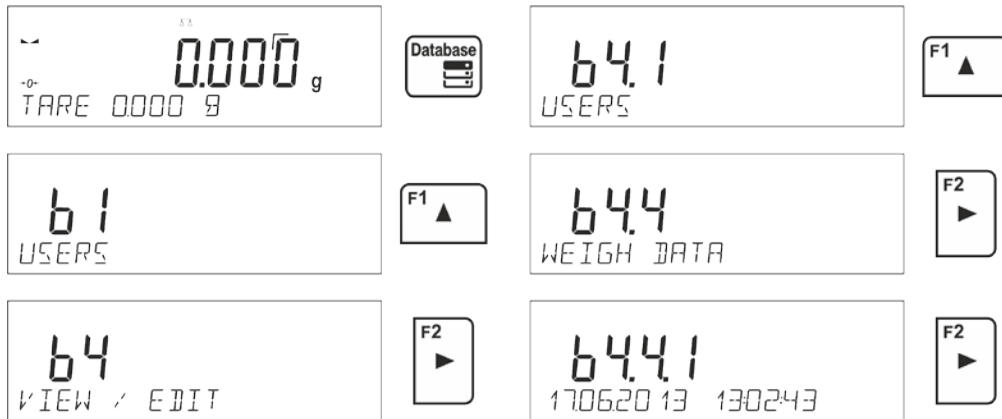 0.000 g
TARE 0.000 g
Database
b1
USERS
F1
b4
VIEW / EDIT
F2
b4.1
USERS
F1
b4.4
WEIGH DATA
F2
b4.4.1
17.06.2013 13:02:43
F2